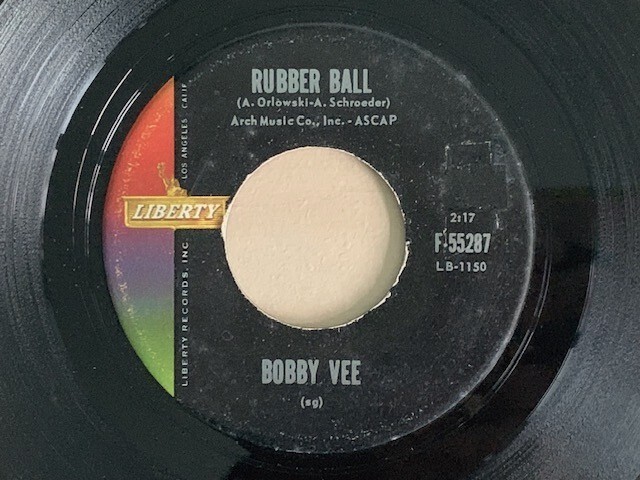 RUBBER BALL
(A. Orlowski-A. Schroeder)
Arch Music Co., Inc. - ASCAP
LIBERTY
LIBERTY RECORDS, INC.
LOS ANGELES CALIF
2:17
F-55287
LB-1150
BOBBY VEE
(sg)